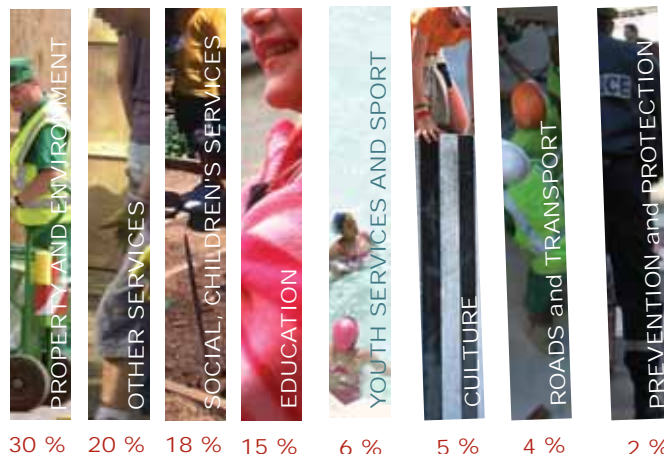 PROPERTY AND ENVIRONMENT
OTHER SERVICES
SOCIAL, CHILDREN'S SERVICES
EDUCATION
YOUTH SERVICES AND SPORT
CULTURE
ROADS and TRANSPORT
PREVENTION and PROTECTION
ICE
30 % 20 % 18 % 15 % 6 % 5 % 4 % 2 %